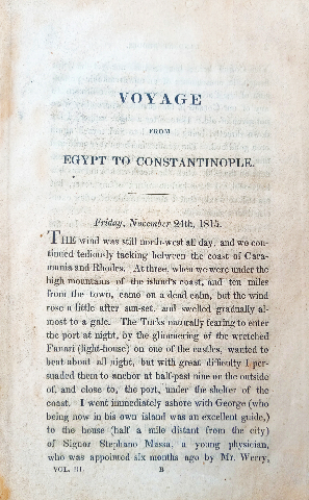 VOYAGE
FROM
EGYPT TO CONSTANTINOPLE.
Friday, November 24th, 1815.
THE wind was still north-west all day, and we con-
tinued tediously tacking between the coast of Cara-
mania and Rhodes. At three, when we were under the
high mountains of the island's coast, and ten miles
from the town, came on a dead calm, but the wind
rose a little after sun-set, and swelled gradually al-
most to a gale. The Turks naturally fearing to enter
the port at night, by the glimmering of the wretched
Fanari (light-house) on one of the castles, wanted to
beat about all night, but with great difficulty I per-
suaded them to anchor at half-past nine on the outside
of, and close to, the port, under the shelter of the
coast. I went immediately ashore with George (who
being now in his own island was an excellent guide,)
to the house (half a mile distant from the city)
of Signor Stephano Massa, a young physician,
who was appointed six months ago by Mr. Werry,
VOL. III. B